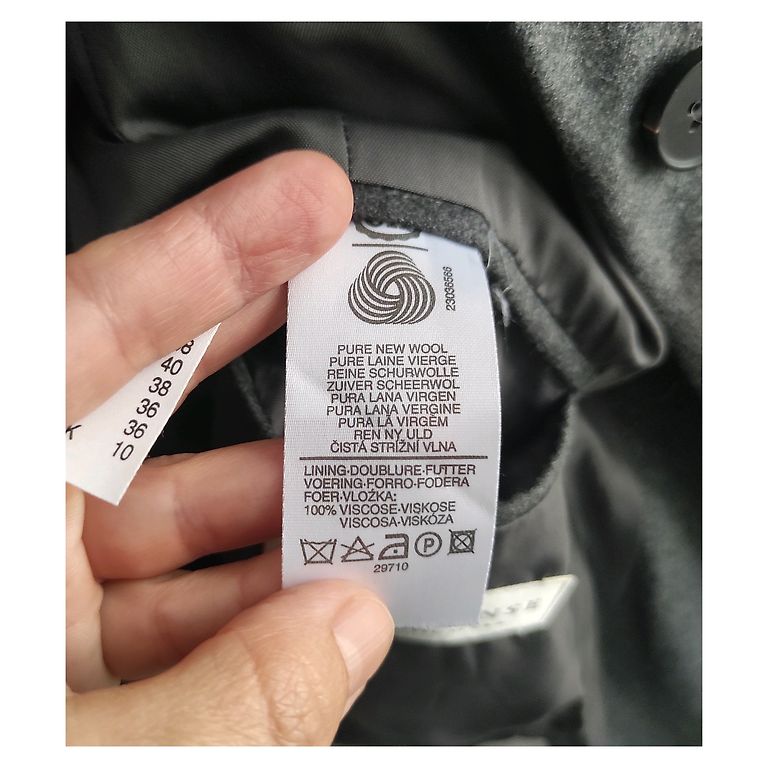 23036566
PURE NEW WOOL
PURE LAINE VIERGE
REINE SCHURWOLLE
ZUIVER SCHEERWOL
PURA LANA VIRGEN
PURA LANA VERGINE
PURA LÃ VIRGEM
REN NY ULD
ČISTÁ STRIŽNÍ VLNA
LINING·DOUBLURE·FUTTER
VOERING·FORRO·FODERA
FOER·VLOŽKA:
100% VISCOSE·VISKOSE
VISCOSA·VISKÓZA
P
29710
40
38
36
36
K 10